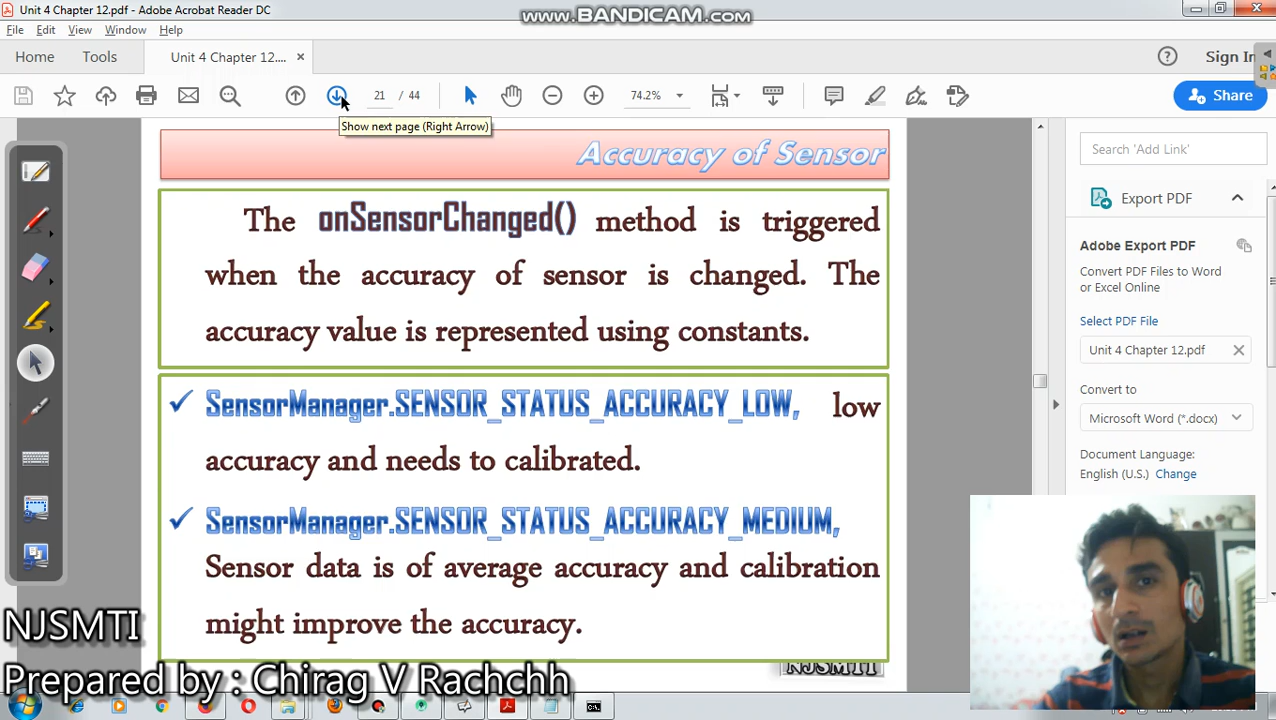 Unit 4 Chapter 12.pdf - Adobe Acrobat Reader DC
www.BANDICAM.com
File Edit View Window Help
Home Tools Unit 4 Chapter 12.... × Sign In
21 / 44 74.2% Share
Show next page (Right Arrow)
Accuracy of Sensor
The onSensorChanged() method is triggered
when the accuracy of sensor is changed. The
accuracy value is represented using constants.
SensorManager.SENSOR_STATUS_ACCURACY_LOW, low
accuracy and needs to calibrated.
SensorManager.SENSOR_STATUS_ACCURACY_MEDIUM,
Sensor data is of average accuracy and calibration
might improve the accuracy.
NJSMTI
Search 'Add Link'
Export PDF
Adobe Export PDF
Convert PDF Files to Word
or Excel Online
Select PDF File
Unit 4 Chapter 12.pdf
Convert to
Microsoft Word (*.docx)
Document Language:
English (U.S.) Change
NJSMTI
Prepared by : Chirag V Rachchh